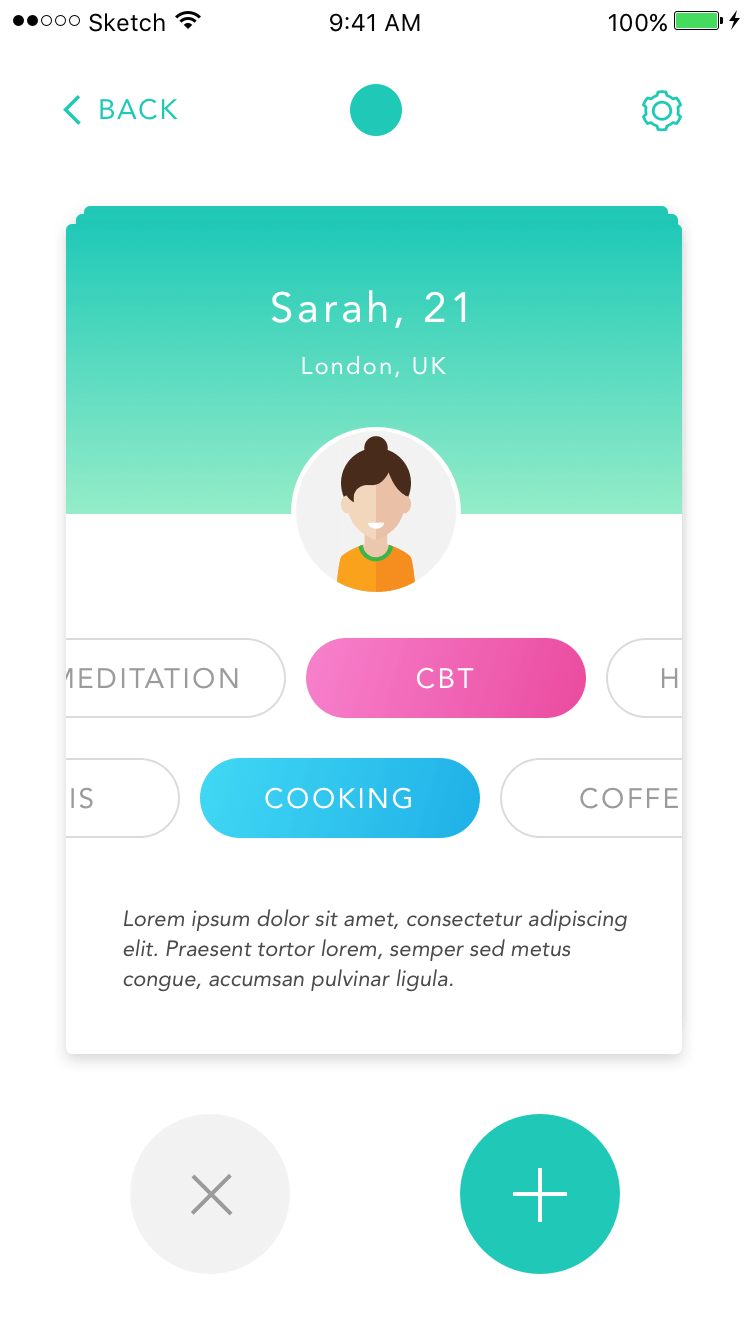 Sketch 9:41 AM 100%
BACK
Sarah, 21
London, UK
MEDITATION CBT H
IS COOKING COFFE
Lorem ipsum dolor sit amet, consectetur adipiscing
elit. Praesent tortor lorem, semper sed metus
congue, accumsan pulvinar ligula.